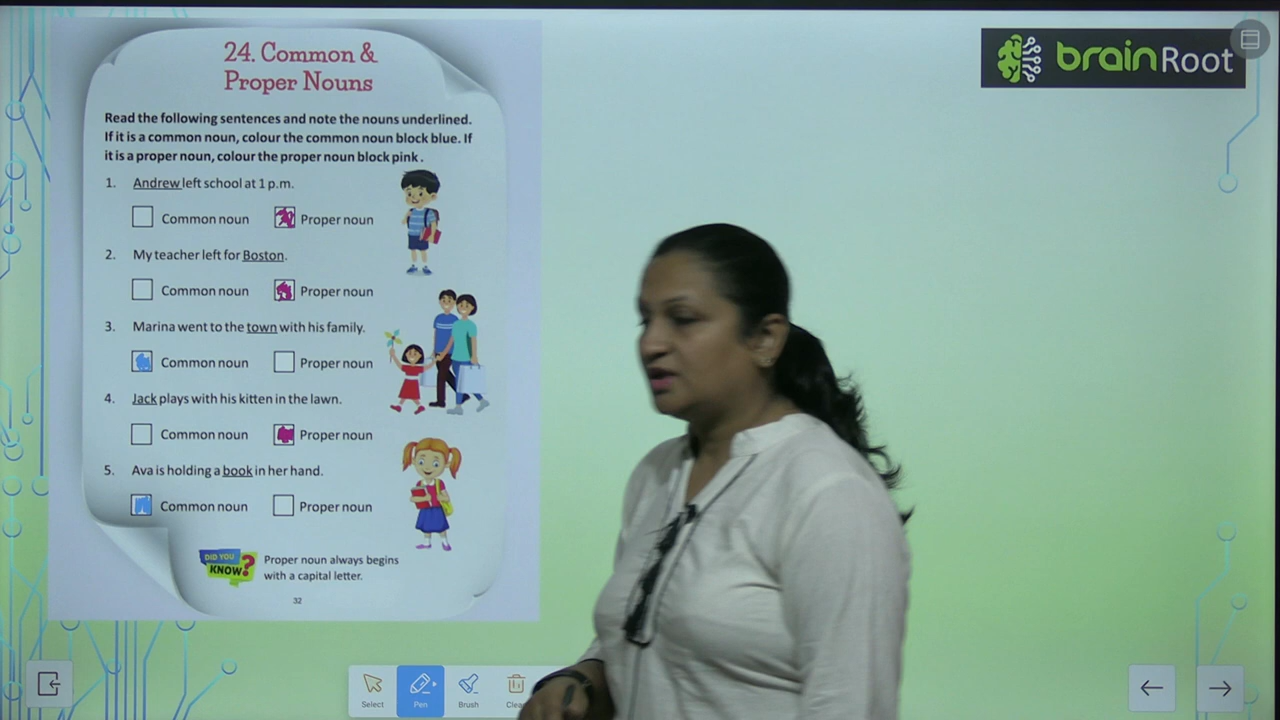 24. Common &
Proper Nouns
Read the following sentences and note the nouns underlined.
If it is a common noun, colour the common noun block blue. If
it is a proper noun, colour the proper noun block pink.
1. Andrew left school at 1 p.m.
Common noun Proper noun
2. My teacher left for Boston.
Common noun Proper noun
3. Marina went to the town with his family.
Common noun Proper noun
4. Jack plays with his kitten in the lawn.
Common noun Proper noun
5. Ava is holding a book in her hand.
Common noun Proper noun
DID YOU
KNOW?
Proper noun always begins
with a capital letter.
32
brainRoot
Select Pen Brush